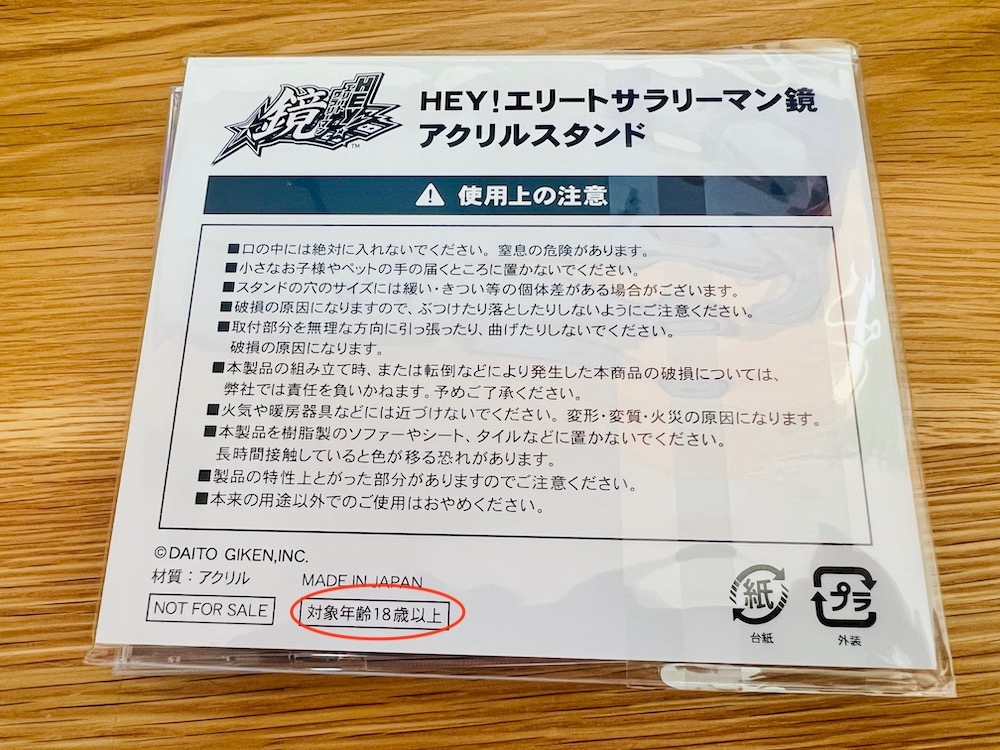 鏡
HEY!エリートサラリーマン鏡
アクリルスタンド
使用上の注意
■口の中には絶対に入れないでください。窒息の危険があります。
■小さなお子様やペットの手の届くところに置かないでください。
■スタンドの穴のサイズには緩い・きつい等の個体差がある場合がございます。
■破損の原因になりますので、ぶつけたり落としたりしないようにご注意ください。
■取付部分を無理な方向に引っ張ったり、曲げたりしないでください。
破損の原因になります。
■本製品の組み立て時、または転倒などにより発生した本商品の破損については、
弊社では責任を負いかねます。予めご了承ください。
■火気や暖房器具などには近づけないでください。変形・変質・火災の原因になります。
■本製品を樹脂製のソファーやシート、タイルなどに置かないでください。
長時間接触していると色が移る恐れがあります。
■製品の特性上とがった部分がありますのでご注意ください。
■本来の用途以外でのご使用はおやめください。
©DAITO GIKEN,INC.
材質：アクリル MADE IN JAPAN
NOT FOR SALE 対象年齢18歳以上
紙 プラ
台紙 外装